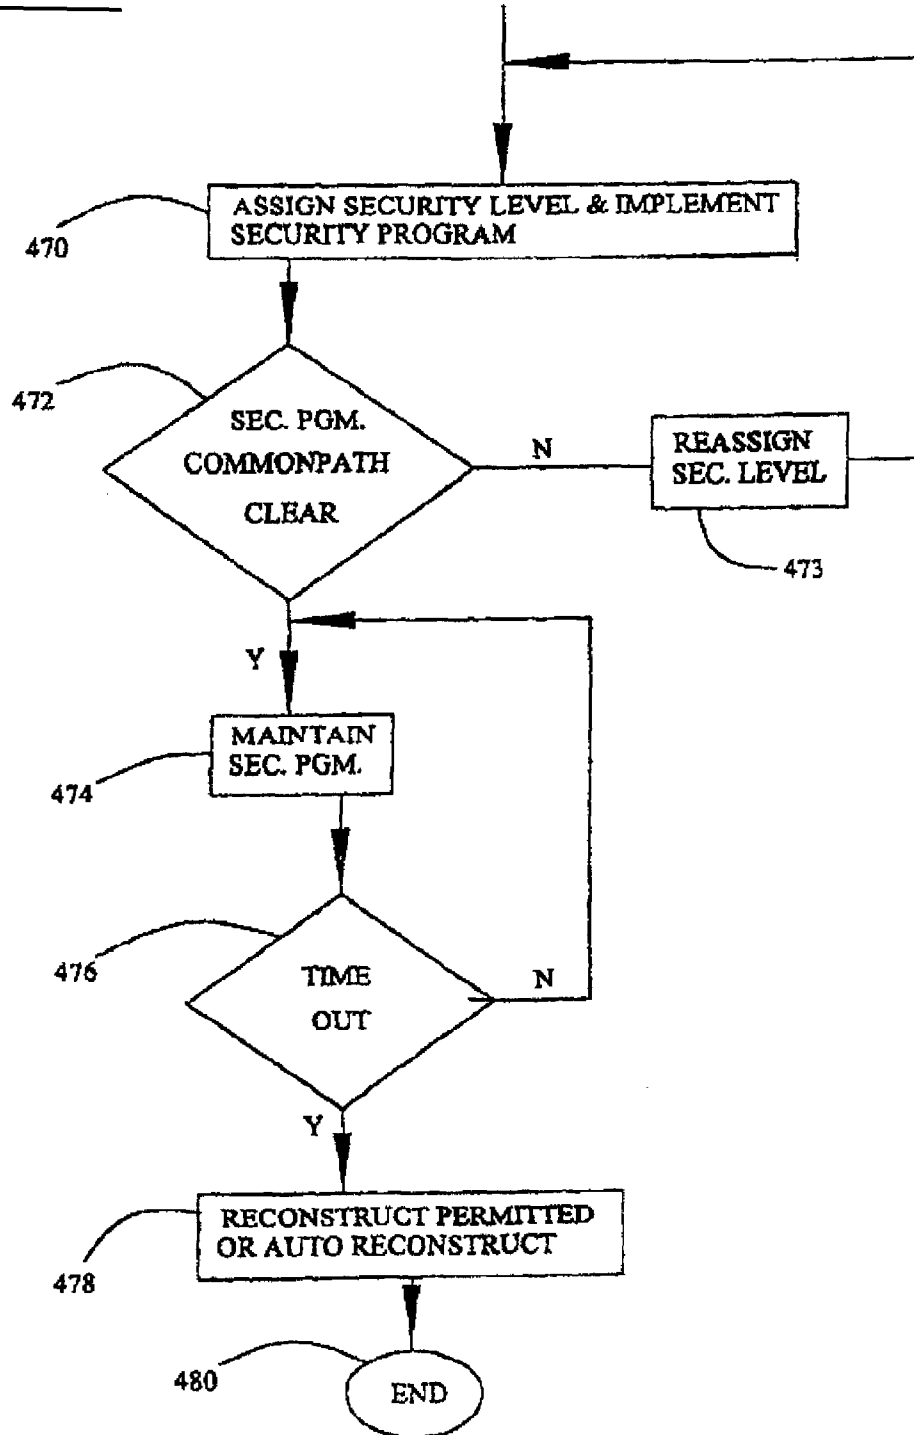 ASSIGN SECURITY LEVEL & IMPLEMENT
SECURITY PROGRAM
470
472
SEC. PGM.
COMMONPATH
CLEAR
N
REASSIGN
SEC. LEVEL
473
Y
MAINTAIN
SEC. PGM.
474
476
TIME
OUT
N
Y
RECONSTRUCT PERMITTED
OR AUTO RECONSTRUCT
478
480
END